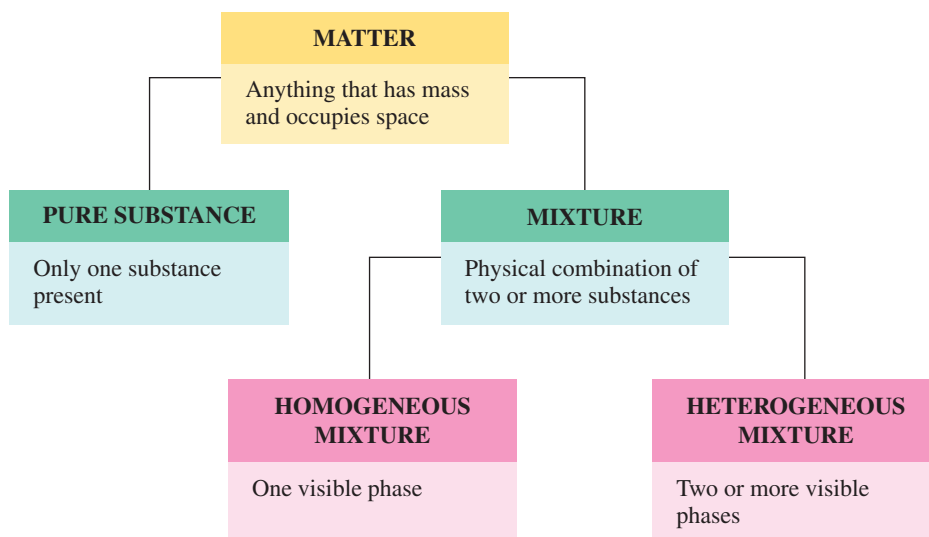 MATTER
Anything that has mass
and occupies space
PURE SUBSTANCE
Only one substance
present
MIXTURE
Physical combination of
two or more substances
HOMOGENEOUS
MIXTURE
One visible phase
HETEROGENEOUS
MIXTURE
Two or more visible
phases